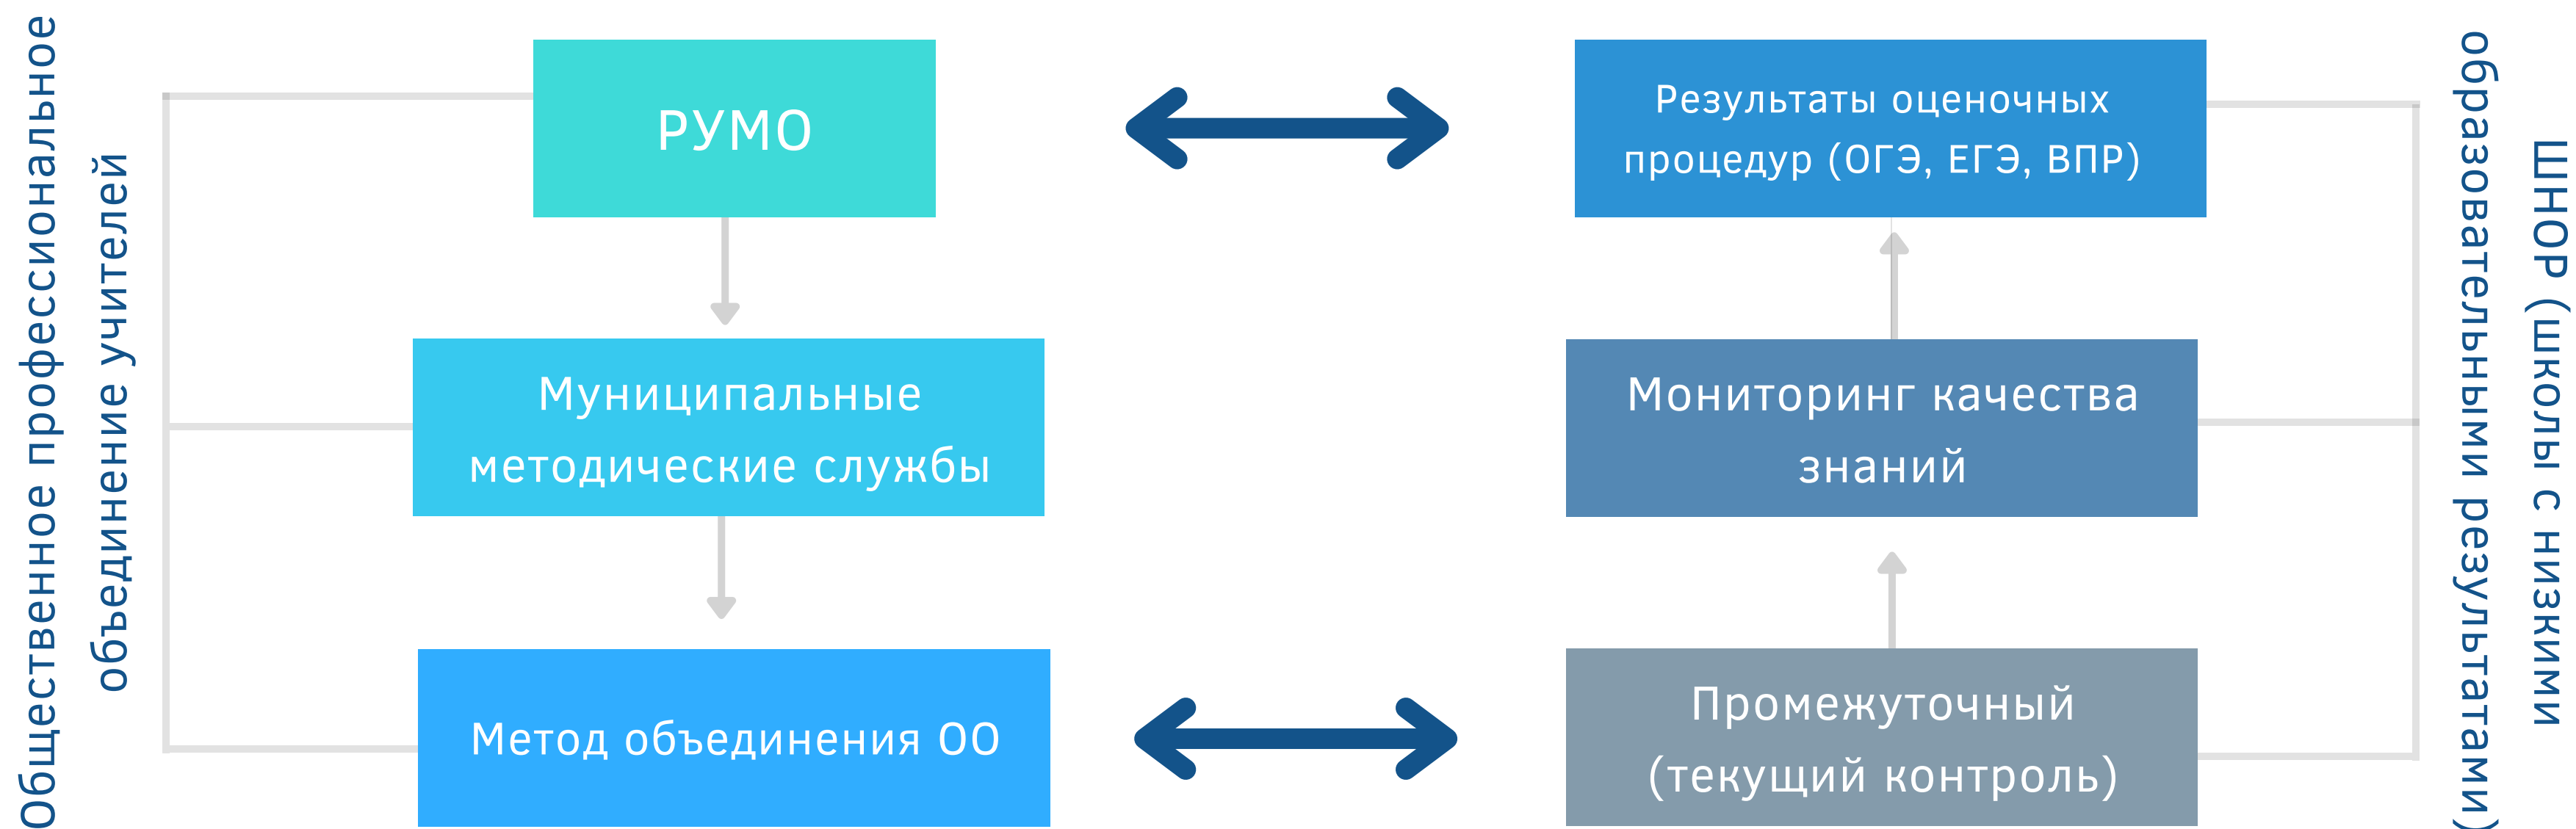 Общественное профессиональное
объединение учителей
РУМО
Муниципальные
методические службы
Метод объединения ОО
Результаты оценочных
процедур (ОГЭ, ЕГЭ, ВПР)
Мониторинг качества
знаний
Промежуточный
(текущий контроль)
ШНОР (школы с низкими
образовательными результатами)